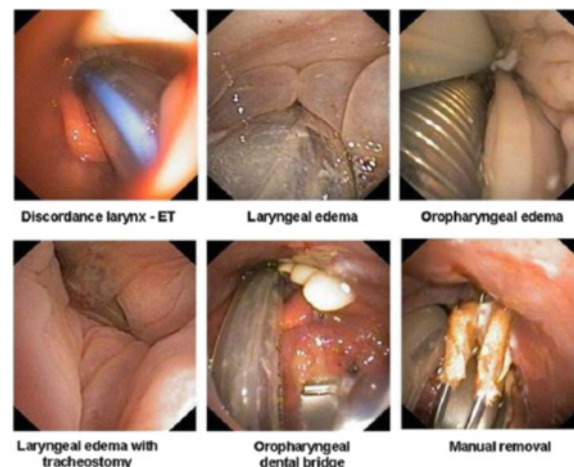 Discordance larynx - ET
Laryngeal edema
Oropharyngeal edema
Laryngeal edema with
tracheostomy
Oropharyngeal
dental bridge
Manual removal